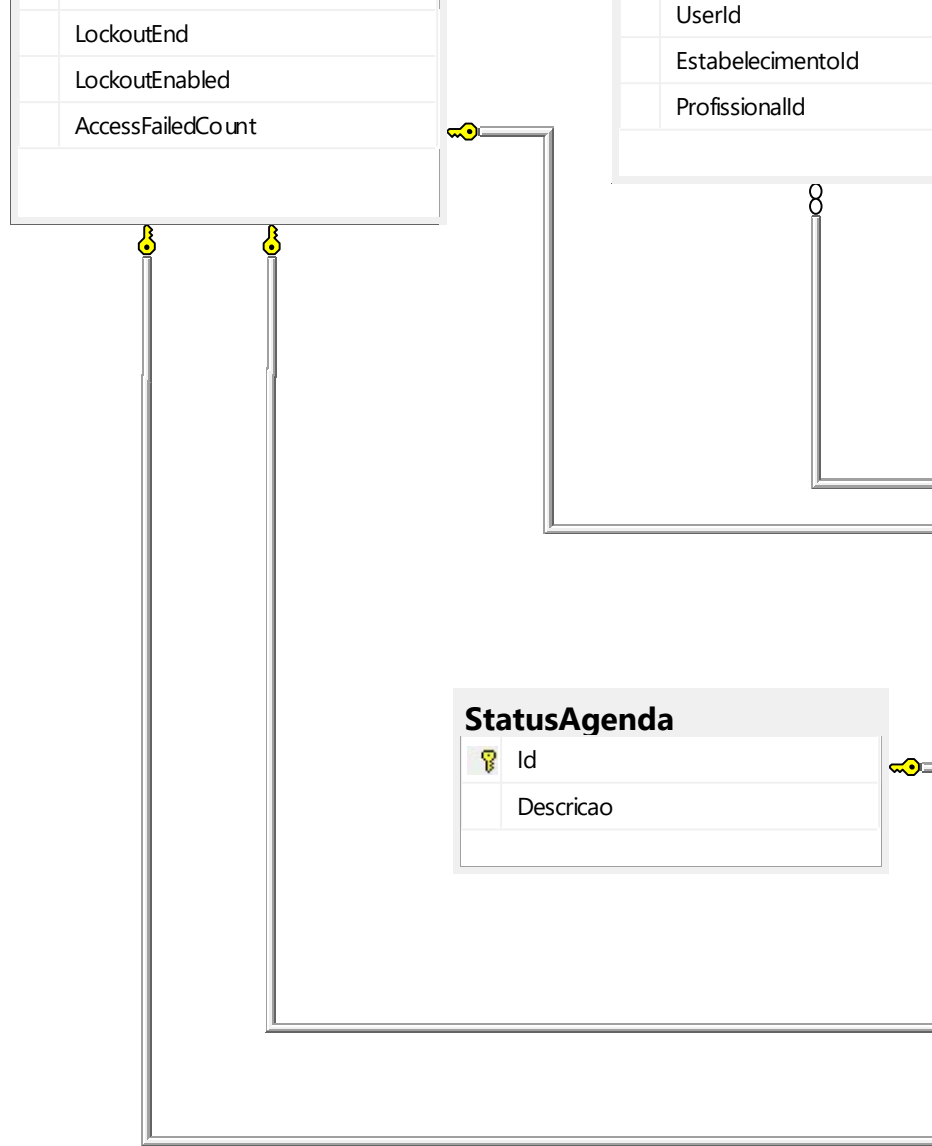 LockoutEnd
LockoutEnabled
AccessFailedCount
UserId
EstabelecimentoId
ProfissionalId
StatusAgenda
Id
Descricao